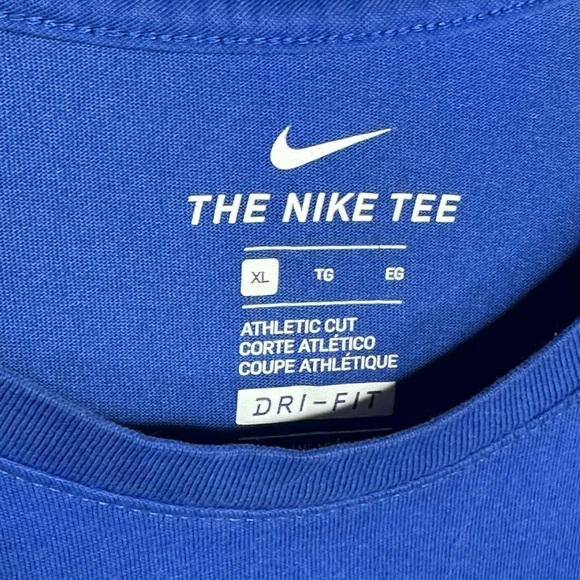 THE NIKE TEE
XL TG EG
ATHLETIC CUT
CORTE ATLÉTICO
COUPE ATHLÉTIQUE
DRI-FIT